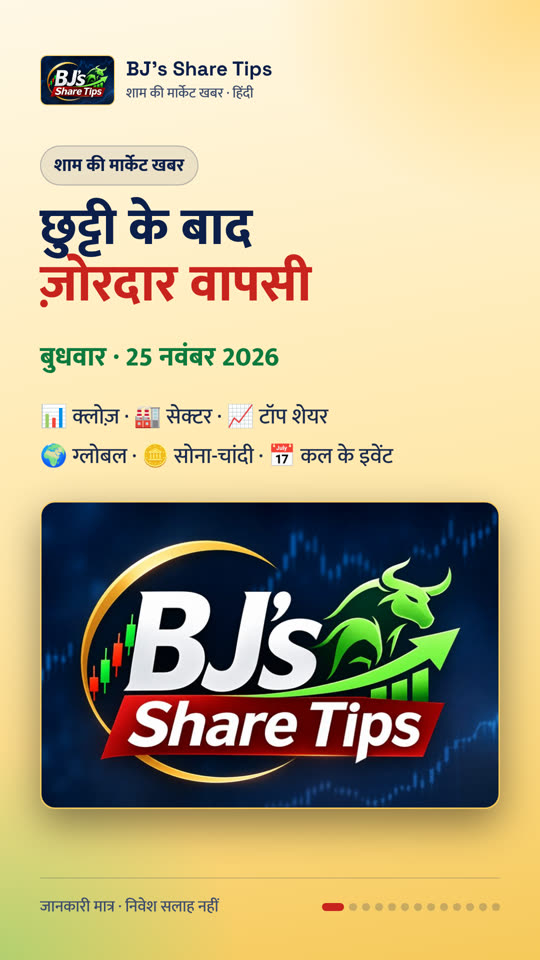 BJ's Share Tips
BJ's Share Tips
शाम की मार्केट खबर · हिंदी
शाम की मार्केट खबर
छुट्टी के बाद
ज़ोरदार वापसी
बुधवार · 25 नवंबर 2026
📊 क्लोज़ · 🏭 सेक्टर · 📈 टॉप शेयर
🌍 ग्लोबल · 🪙 सोना-चांदी · 📅 कल के इवेंट
BJ's
Share Tips
जानकारी मात्र · निवेश सलाह नहीं